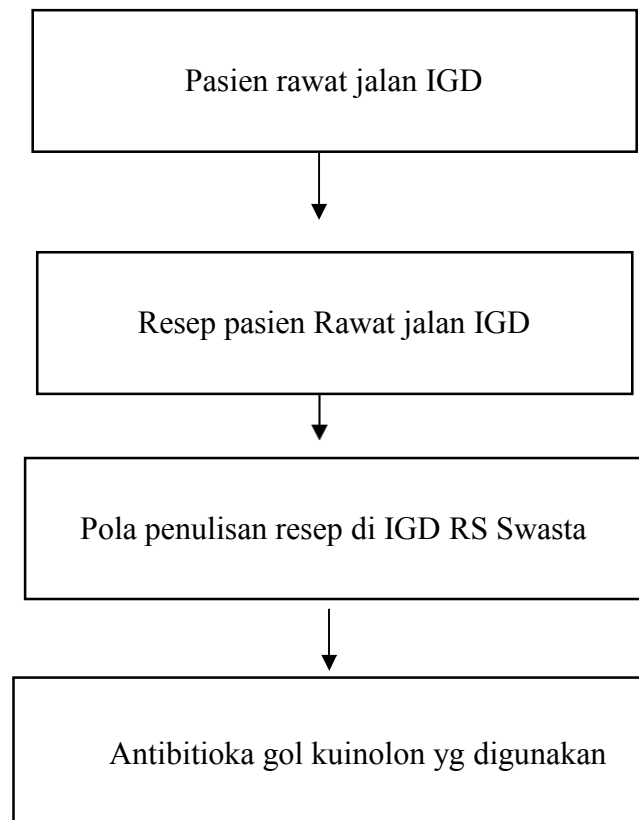 Pasien rawat jalan IGD
Resep pasien Rawat jalan IGD
Pola penulisan resep di IGD RS Swasta
Antibitioka gol kuinolon yg digunakan